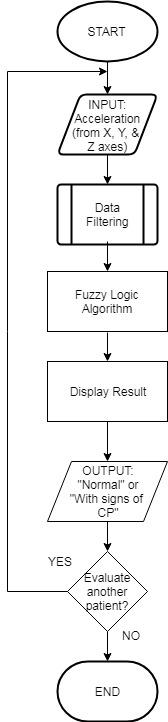 START
INPUT:
Acceleration
(from X, Y, &
Z axes)
Data
Filtering
Fuzzy Logic
Algorithm
Display Result
OUTPUT:
"Normal" or
"With signs of
CP"
YES
Evaluate
another
patient?
NO
END